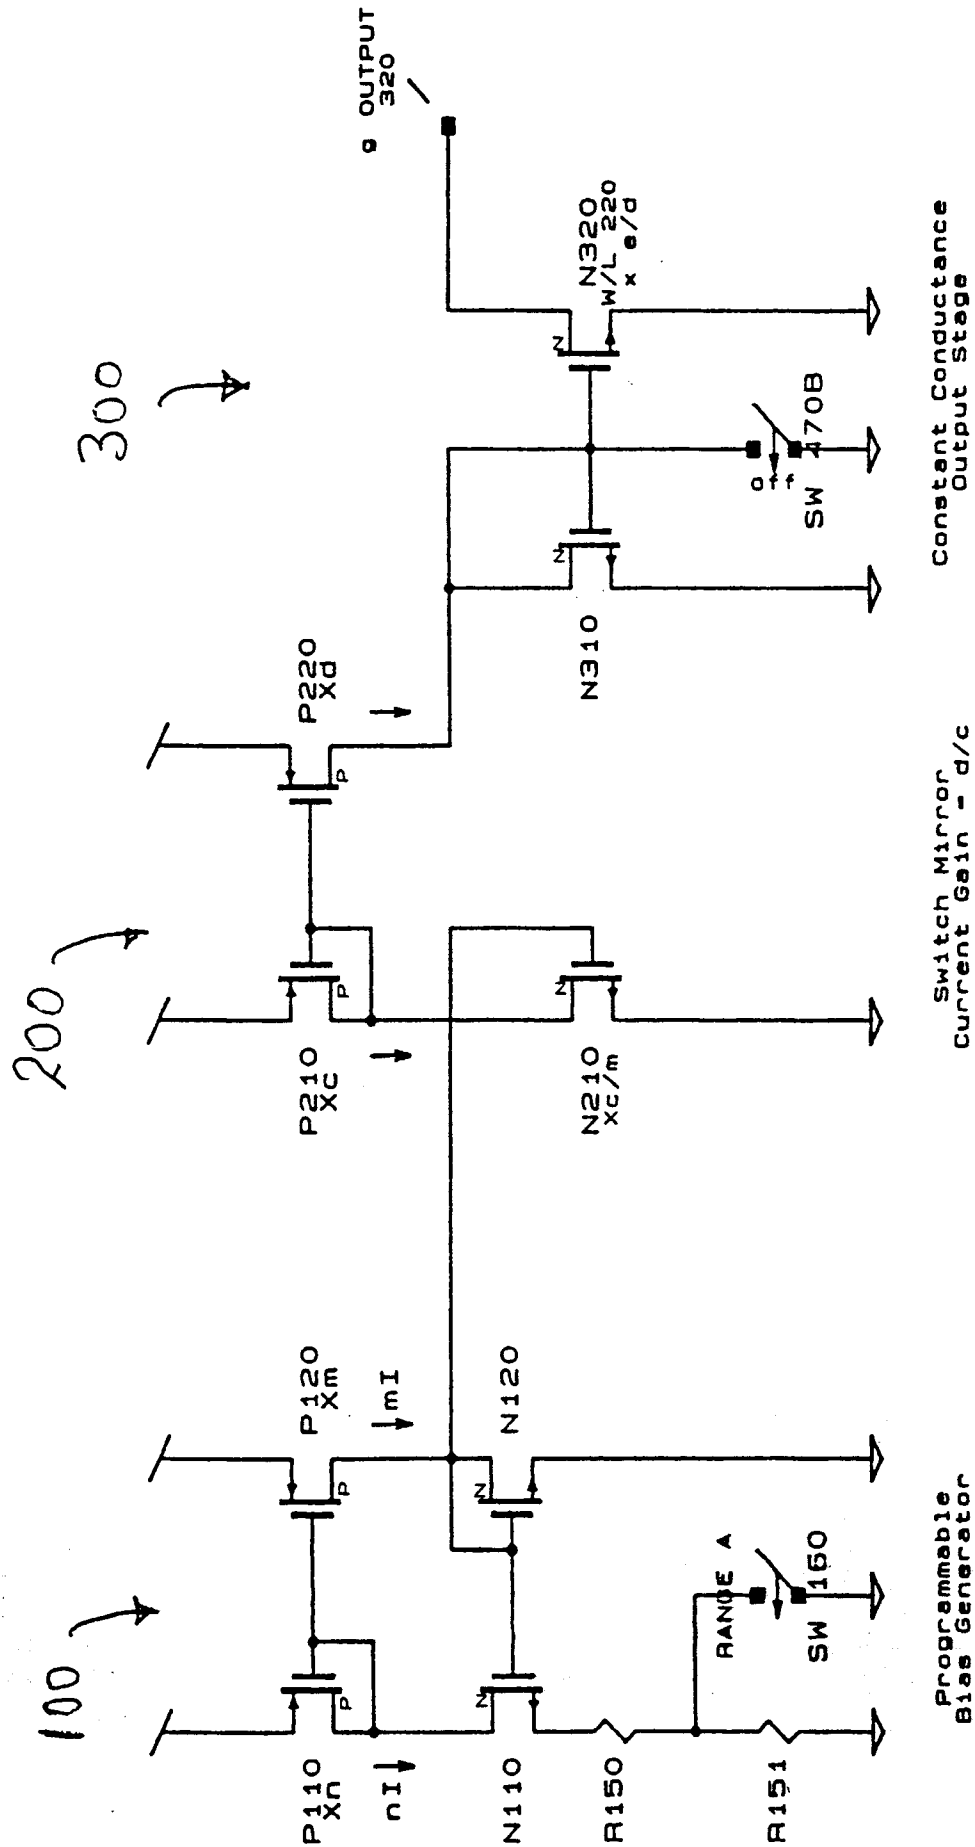 100
200
300
P110
Xn
nI
P120
Xm
mI
P210
Xc
P220
Xd
g OUTPUT
320
P
P
P
P
N110
N120
N210
Xc/m
N310
N320
W/L 220
x e/d
Z
Z
Z
Z
Z
R150
R151
RANGE A
SW 160
off
SW 470B
Programmable
Bias Generator
Switch Mirror
Current Gain = d/c
Constant Conductance
Output Stage